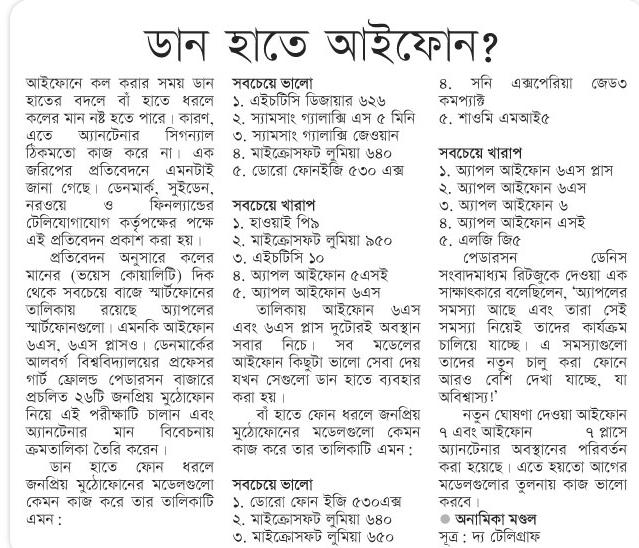 ডান হাতে আইফোন?
আইফোনে কল করার সময় ডান
হাতের বদলে বাঁ হাতে ধরলে
কলের মান নষ্ট হতে পারে। কারণ,
এতে অ্যানটেনার সিগন্যাল
ঠিকমতো কাজ করে না। এক
জরিপের প্রতিবেদনে এমনটাই
জানা গেছে। ডেনমার্ক, সুইডেন,
নরওয়ে ও ফিনল্যান্ডের
টেলিযোগাযোগ কর্তৃপক্ষের পক্ষে
এই প্রতিবেদন প্রকাশ করা হয়।
প্রতিবেদন অনুসারে কলের
মানের (ভয়েস কোয়ালিটি) দিক
থেকে সবচেয়ে বাজে স্মার্টফোনের
তালিকায় রয়েছে অ্যাপলের
স্মার্টফোনগুলো। এমনকি আইফোন
৬এস, ৬এস প্লাসও। ডেনমার্কের
আলবর্গ বিশ্ববিদ্যালয়ের প্রফেসর
গার্ট ফ্রোলন্ড পেডারসন বাজারে
প্রচলিত ২৬টি জনপ্রিয় মুঠোফোন
নিয়ে এই পরীক্ষাটি চালান এবং
অ্যানটেনার মান বিবেচনায়
ক্রমতালিকা তৈরি করেন।
ডান হাতে ফোন ধরলে
জনপ্রিয় মুঠোফোনের মডেলগুলো
কেমন কাজ করে তার তালিকাটি
এমন :
সবচেয়ে ভালো
১. এইচটিসি ডিজায়ার ৬২৬
২. স্যামসাং গ্যালাক্সি এস ৫ মিনি
৩. স্যামসাং গ্যালাক্সি জেওয়ান
৪. মাইক্রোসফট লুমিয়া ৬৪০
৫. ডোরো ফোনইজি ৫৩০ এক্স
সবচেয়ে খারাপ
১. হাওয়াই পি৯
২. মাইক্রোসফট লুমিয়া ৯৫০
৩. এইচটিসি ১০
৪. অ্যাপল আইফোন ৫এসই
৫. অ্যাপল আইফোন ৬এস
তালিকায় আইফোন ৬এস
এবং ৬এস প্লাস দুটোরই অবস্থান
সবার নিচে। সব মডেলের
আইফোন কিছুটা ভালো সেবা দেয়
যখন সেগুলো ডান হাতে ব্যবহার
করা হয়।
বাঁ হাতে ফোন ধরলে জনপ্রিয়
মুঠোফোনের মডেলগুলো কেমন
কাজ করে তার তালিকাটি এমন :
সবচেয়ে ভালো
১. ডোরো ফোন ইজি ৫৩০এক্স
২. মাইক্রোসফট লুমিয়া ৬৪০
৩. মাইক্রোসফট লুমিয়া ৬৫০
৪. সনি এক্সপেরিয়া জেড৩
কমপ্যাক্ট
৫. শাওমি এমআই৫
সবচেয়ে খারাপ
১. অ্যাপল আইফোন ৬এস প্লাস
২. অ্যাপল আইফোন ৬এস
৩. অ্যাপল আইফোন ৬
৪. অ্যাপল আইফোন এসই
৫. এলজি জি৫
পেডারসন ডেনিস
সংবাদমাধ্যম রিটজুকে দেওয়া এক
সাক্ষাৎকারে বলেছিলেন, ‘অ্যাপলের
সমস্যা আছে এবং তারা সেই
সমস্যা নিয়েই তাদের কার্যক্রম
চালিয়ে যাচ্ছে। এ সমস্যাগুলো
তাদের নতুন চালু করা ফোনে
আরও বেশি দেখা যাচ্ছে, যা
অবিশ্বাস্য!’
নতুন ঘোষণা দেওয়া আইফোন
৭ এবং আইফোন ৭ প্লাসে
অ্যানটেনার অবস্থানের পরিবর্তন
করা হয়েছে। এতে হয়তো আগের
মডেলগুলোর তুলনায় কাজ ভালো
করবে।
● অনামিকা মণ্ডল
সূত্র : দ্য টেলিগ্রাফ